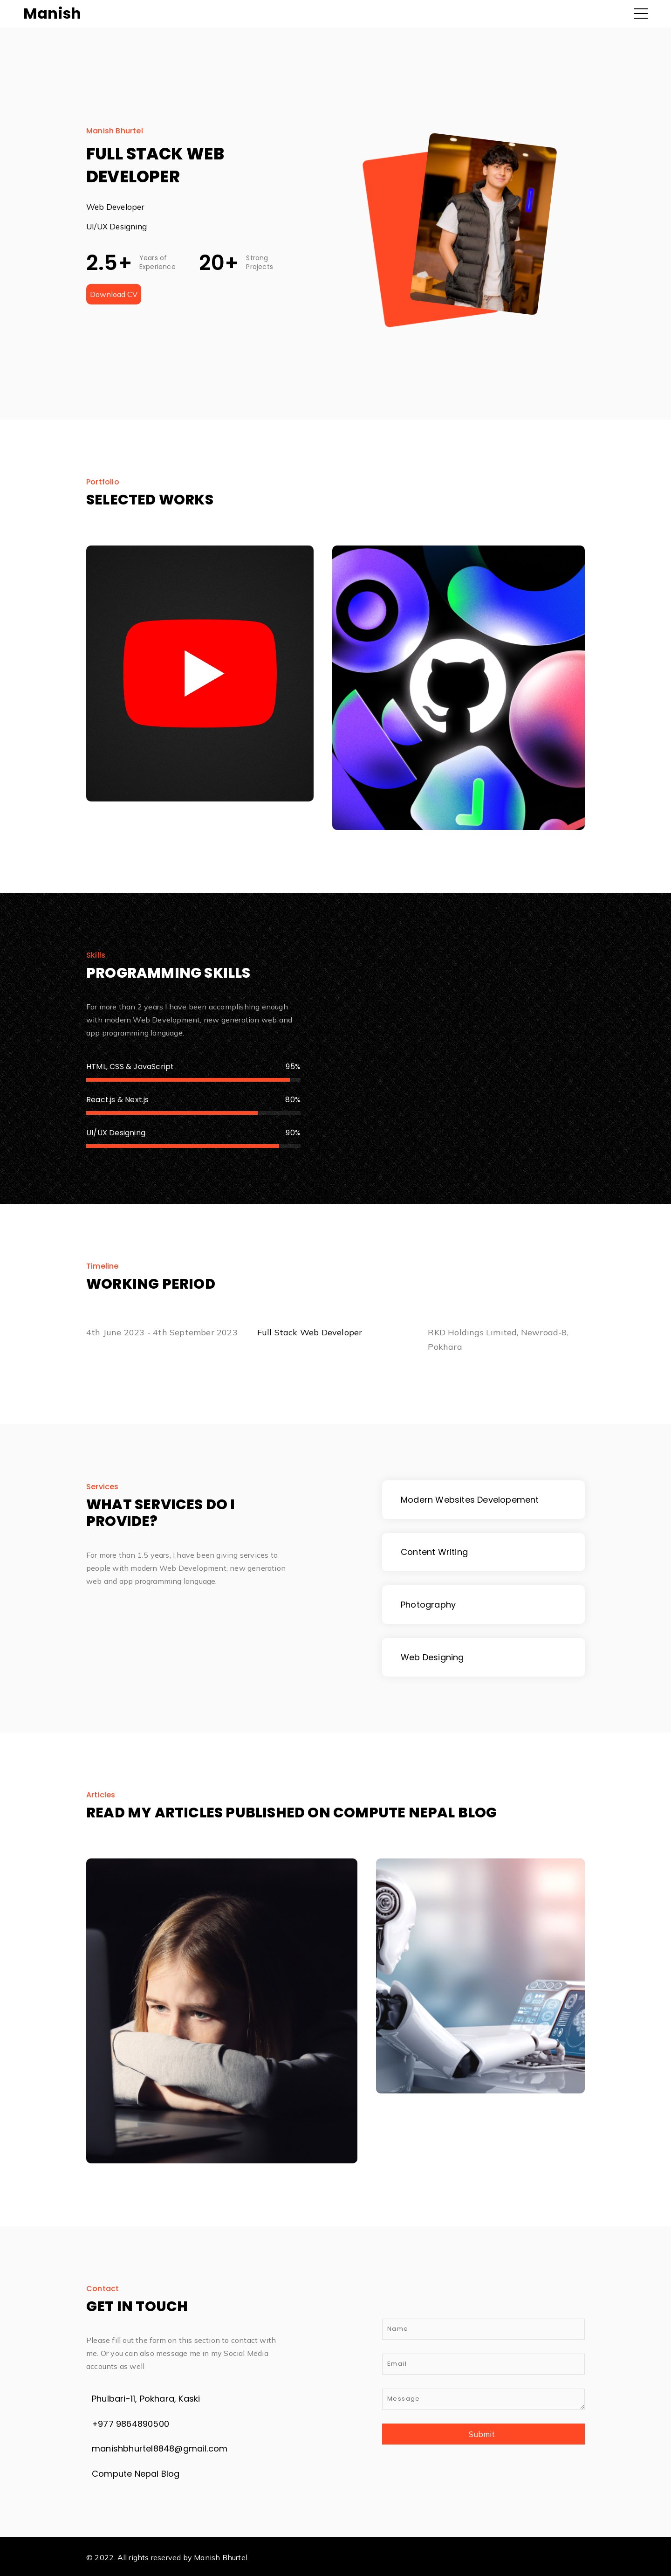 Manish
Manish Bhurtel
FULL STACK WEB
DEVELOPER
Web Developer
UI/UX Designing
2.5+
Years of
Experience
20+
Strong
Projects
Download CV
Portfolio
SELECTED WORKS
Skills
PROGRAMMING SKILLS
For more than 2 years I have been accomplishing enough
with modern Web Development, new generation web and
app programming language.
HTML, CSS & JavaScript 95%
React.js & Next.js 80%
UI/UX Designing 90%
Timeline
WORKING PERIOD
4th June 2023 - 4th September 2023
Full Stack Web Developer
RKD Holdings Limited, Newroad-8,
Pokhara
Services
WHAT SERVICES DO I
PROVIDE?
For more than 1.5 years, I have been giving services to
people with modern Web Development, new generation
web and app programming language.
Modern Websites Developement
Content Writing
Photography
Web Designing
Articles
READ MY ARTICLES PUBLISHED ON COMPUTE NEPAL BLOG
Contact
GET IN TOUCH
Please fill out the form on this section to contact with
me. Or you can also message me in my Social Media
accounts as well
Phulbari-11, Pokhara, Kaski
+977 9864890500
manishbhurtel8848@gmail.com
Compute Nepal Blog
Name
Email
Message
Submit
© 2022. All rights reserved by Manish Bhurtel